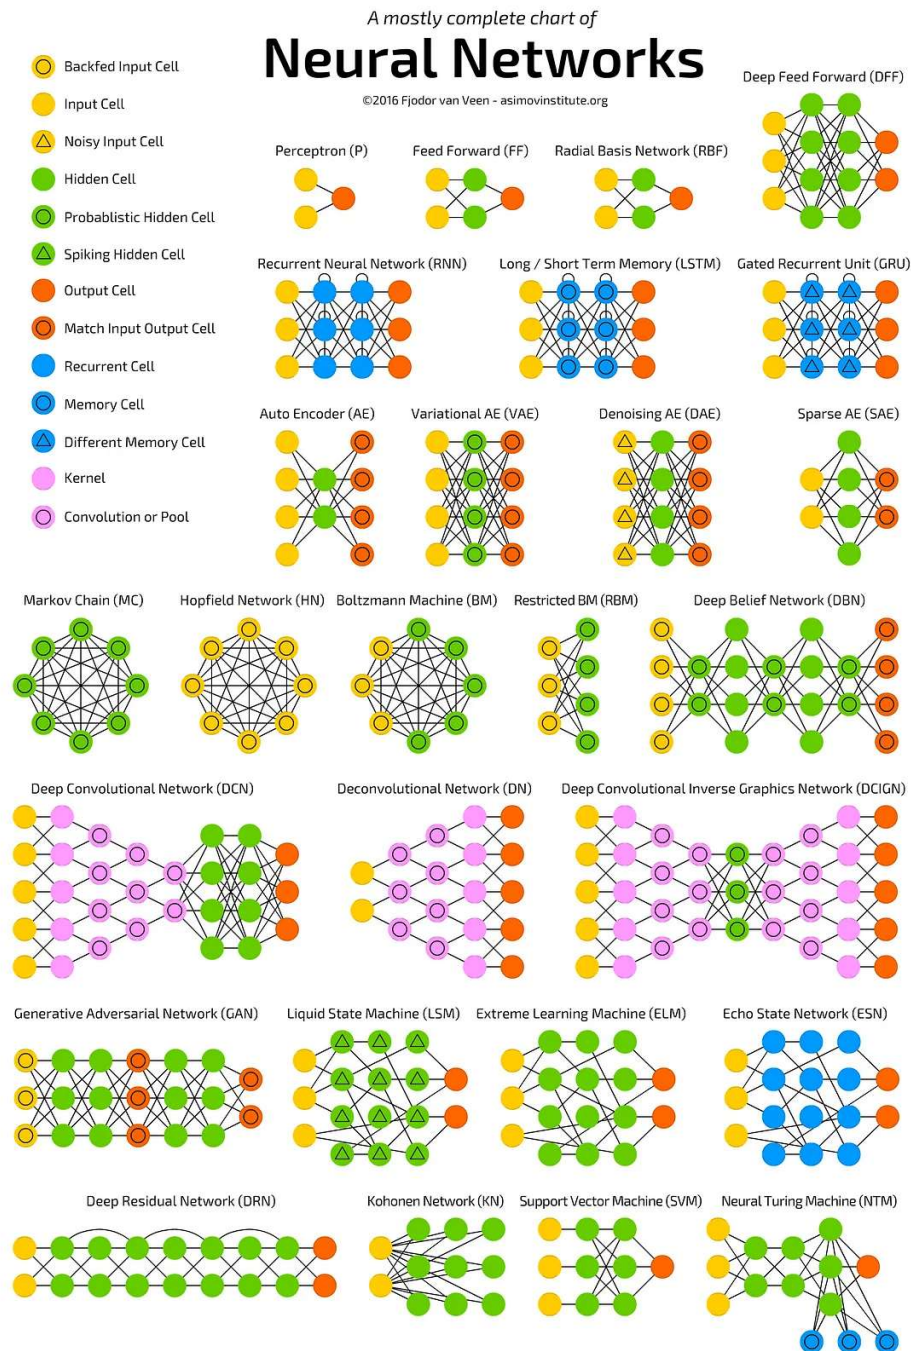 A mostly complete chart of
Neural Networks
©2016 Fjodor van Veen - asimovinstitute.org
Backfed Input Cell
Input Cell
Noisy Input Cell
Hidden Cell
Probablistic Hidden Cell
Spiking Hidden Cell
Output Cell
Match Input Output Cell
Recurrent Cell
Memory Cell
Different Memory Cell
Kernel
Convolution or Pool
Deep Feed Forward (DFF)
Perceptron (P)
Feed Forward (FF)
Radial Basis Network (RBF)
Recurrent Neural Network (RNN)
Long / Short Term Memory (LSTM)
Gated Recurrent Unit (GRU)
Auto Encoder (AE)
Variational AE (VAE)
Denoising AE (DAE)
Sparse AE (SAE)
Markov Chain (MC)
Hopfield Network (HN)
Boltzmann Machine (BM)
Restricted BM (RBM)
Deep Belief Network (DBN)
Deep Convolutional Network (DCN)
Deconvolutional Network (DN)
Deep Convolutional Inverse Graphics Network (DCIGN)
Generative Adversarial Network (GAN)
Liquid State Machine (LSM)
Extreme Learning Machine (ELM)
Echo State Network (ESN)
Deep Residual Network (DRN)
Kohonen Network (KN)
Support Vector Machine (SVM)
Neural Turing Machine (NTM)